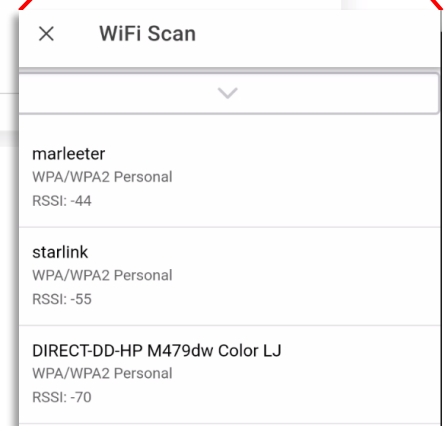 WiFi Scan
marleeter
WPA/WPA2 Personal
RSSI: -44
starlink
WPA/WPA2 Personal
RSSI: -55
DIRECT-DD-HP M479dw Color LJ
WPA/WPA2 Personal
RSSI: -70